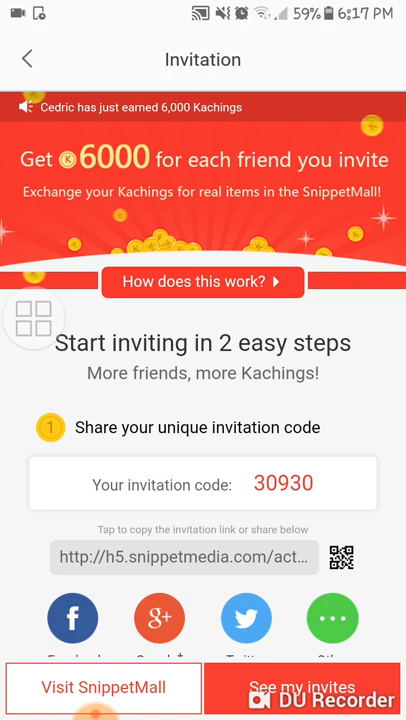 59% 6:17 PM
Invitation
Cedric has just earned 6,000 Kachings
Get K 6000 for each friend you invite
Exchange your Kachings for real items in the SnippetMall!
How does this work?
Start inviting in 2 easy steps
More friends, more Kachings!
1 Share your unique invitation code
Your invitation code: 30930
Tap to copy the invitation link or share below
http://h5.snippetmedia.com/act...
f g+
Visit SnippetMall
See my invites
DU Recorder